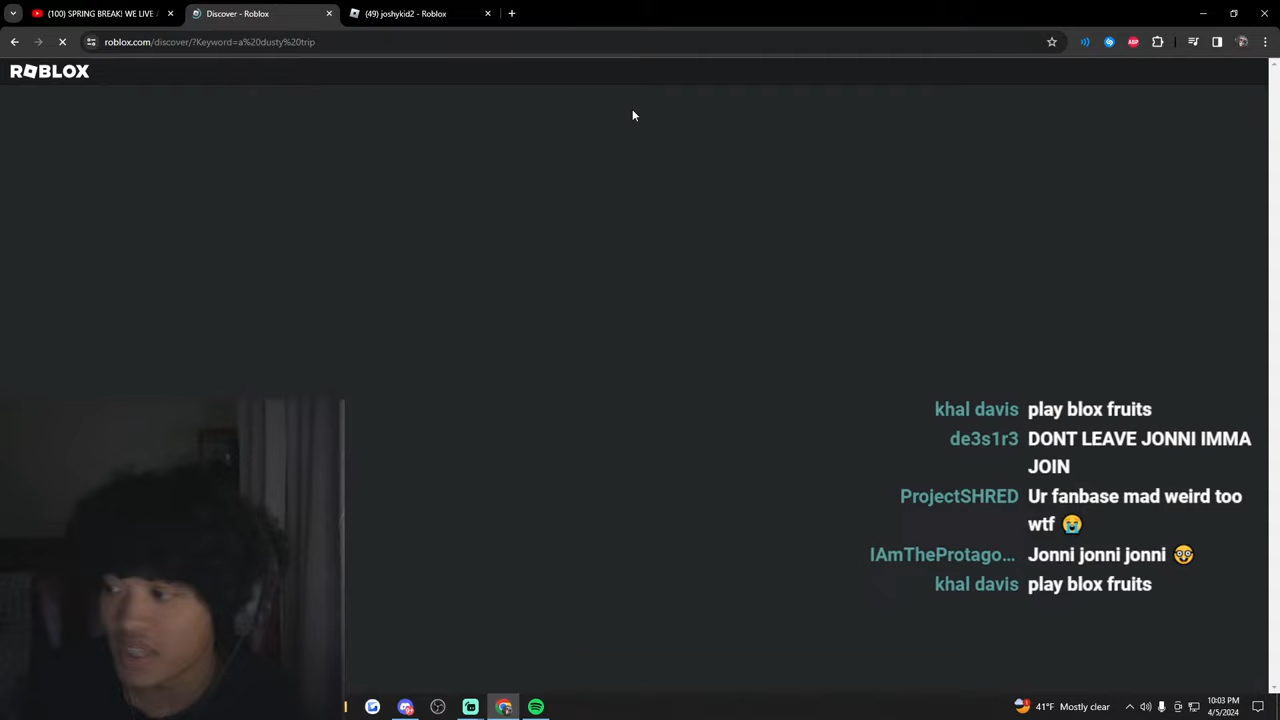 (100) SPRING BREAK! WE LIVE
Discover - Roblox
(49) joshykid2 - Roblox
roblox.com/discover/?Keyword=a%20dusty%20trip
ABP
ROBLOX
khal davis play blox fruits
de3s1r3 DONT LEAVE JONNI IMMA
JOIN
ProjectSHRED Ur fanbase mad weird too
wtf 😭
IAmTheProtago... Jonni jonni jonni 🤓
khal davis play blox fruits
41°F Mostly clear
10:03 PM
4/5/2024